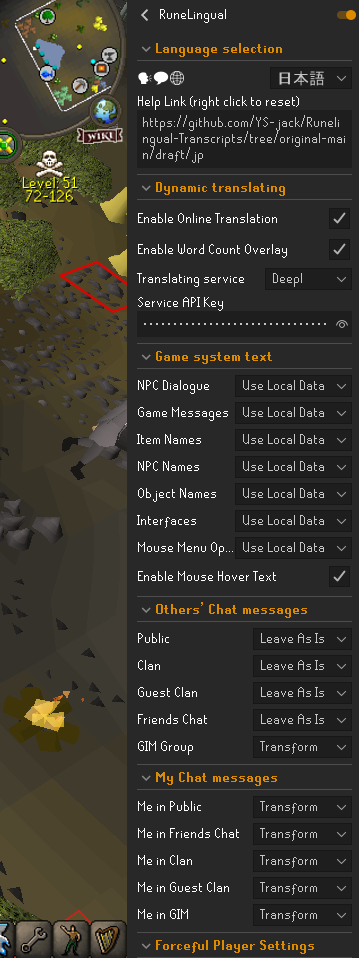 RuneLingual
Language selection
日本語
Help Link (right click to reset)
https://github.com/YS-jack/Runeli
ngual-Transcripts/tree/original-mai
n/draft/jp
WIKI
Level: 51
72-126
Dynamic translating
Enable Online Translation
Enable Word Count Overlay
Translating service Deepl
Service API Key
Game system text
NPC Dialogue Use Local Data
Game Messages Use Local Data
Item Names Use Local Data
NPC Names Use Local Data
Object Names Use Local Data
Interfaces Use Local Data
Mouse Menu Op... Use Local Data
Enable Mouse Hover Text
Others' Chat messages
Public Leave As Is
Clan Leave As Is
Guest Clan Leave As Is
Friends Chat Leave As Is
GIM Group Transform
My Chat messages
Me in Public Transform
Me in Friends Chat Transform
Me in Clan Transform
Me in Guest Clan Transform
Me in GIM Transform
Forceful Player Settings